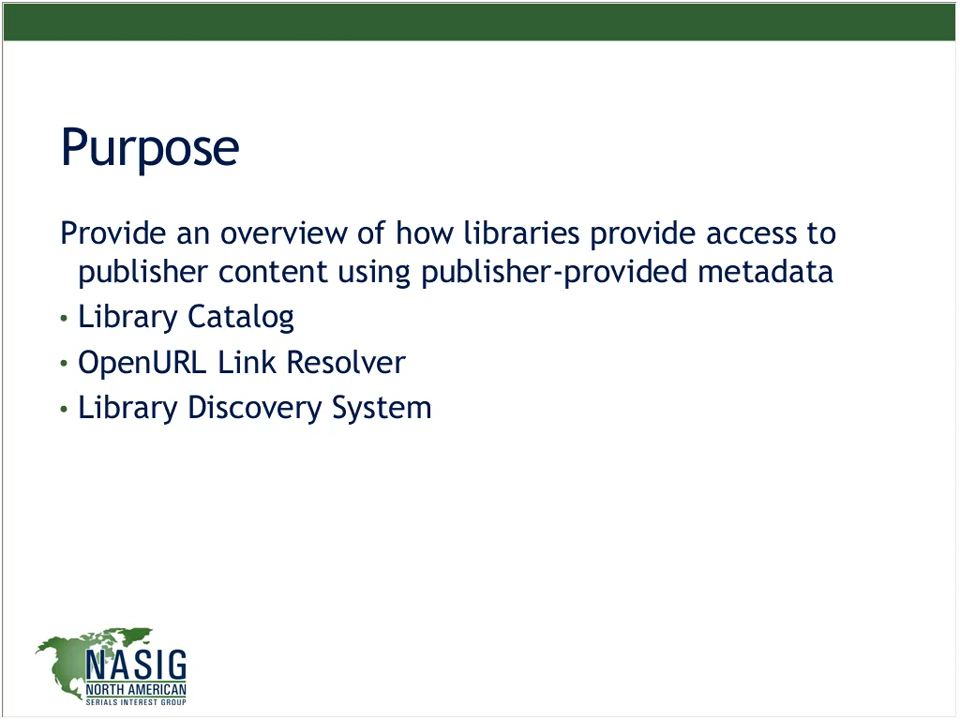 Purpose
Provide an overview of how libraries provide access to
publisher content using publisher-provided metadata
• Library Catalog
• OpenURL Link Resolver
• Library Discovery System
NASIG
NORTH AMERICAN
SERIALS INTEREST GROUP